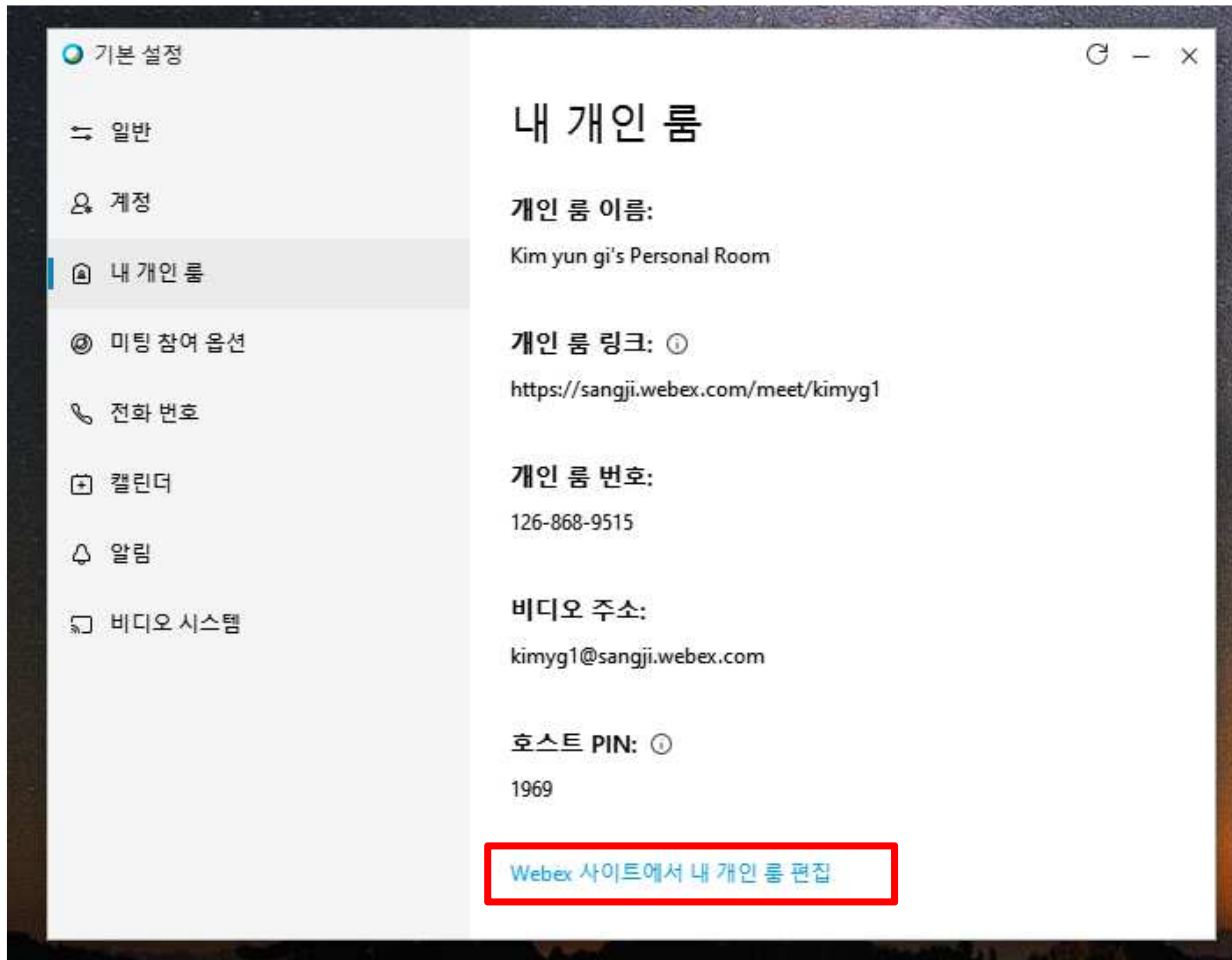 기본 설정
일반
계정
내 개인 룸
미팅 참여 옵션
전화 번호
캘린더
알림
비디오 시스템
내 개인 룸
개인 룸 이름:
Kim yun gi's Personal Room
개인 룸 링크:
https://sangji.webex.com/meet/kimyg1
개인 룸 번호:
126-868-9515
비디오 주소:
kimyg1@sangji.webex.com
호스트 PIN:
1969
Webex 사이트에서 내 개인 룸 편집